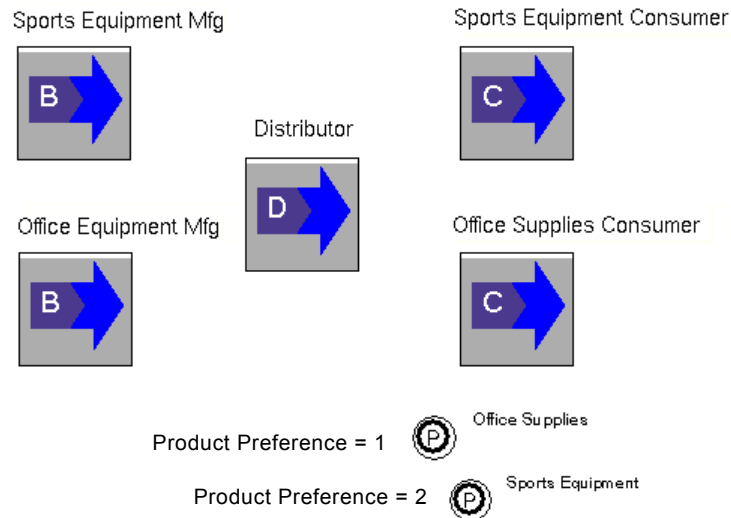 Sports Equipment Mfg
Sports Equipment Consumer
B
C
Distributor
D
Office Equipment Mfg
Office Supplies Consumer
B
C
Product Preference = 1
P
Office Supplies
Product Preference = 2
P
Sports Equipment